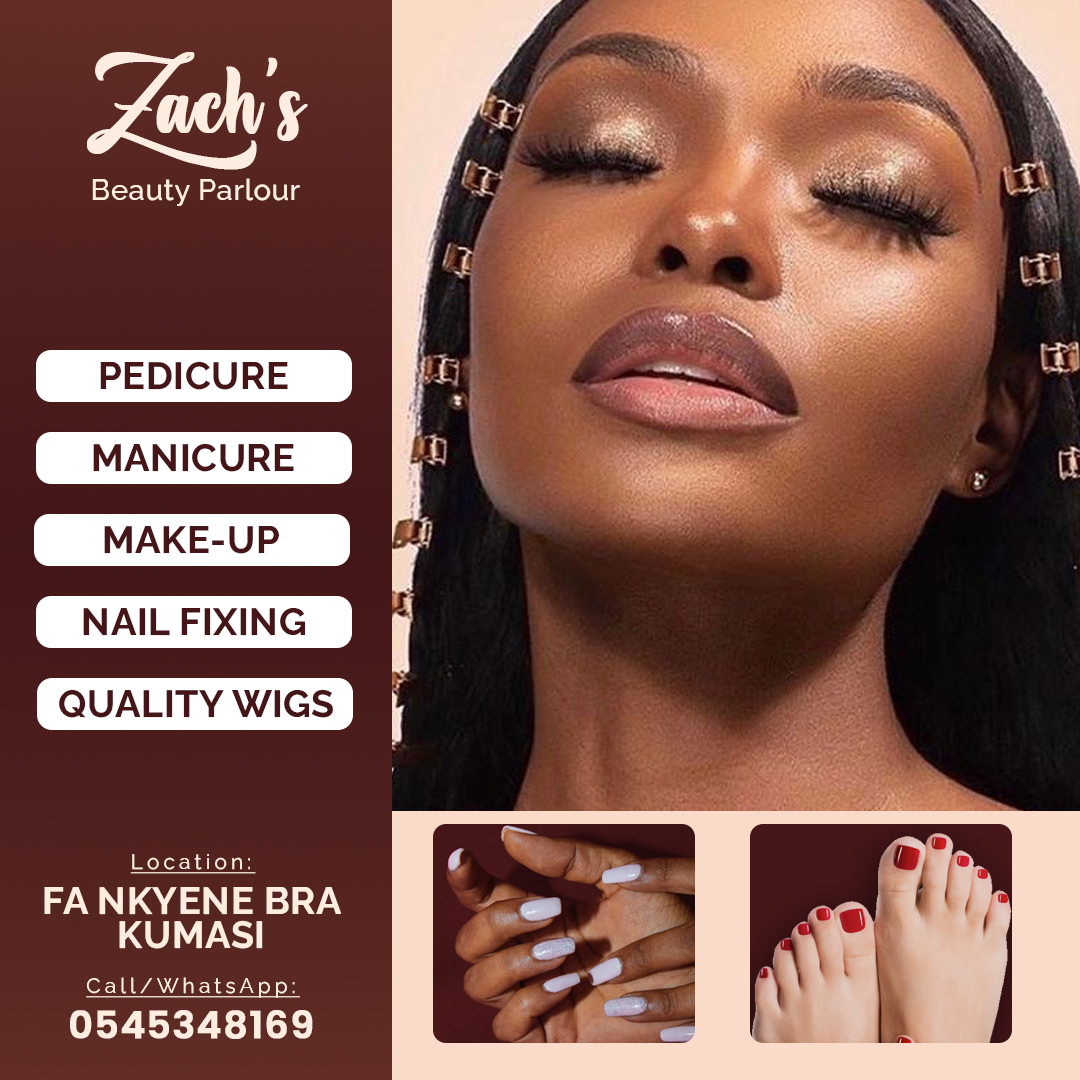 Zach's
Beauty Parlour
PEDICURE
MANICURE
MAKE-UP
NAIL FIXING
QUALITY WIGS
Location:
FA NKYENE BRA
KUMASI
Call/WhatsApp:
0545348169